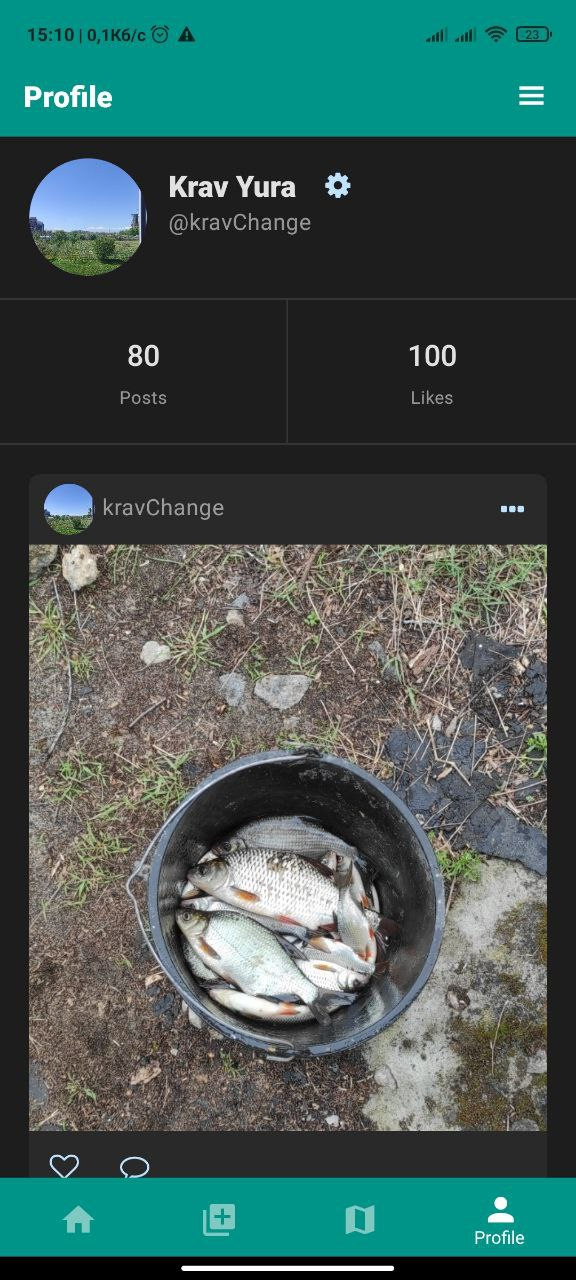 15:10 | 0,1Кб/с
23
Profile
Krav Yura
@kravChange
80
Posts
100
Likes
kravChange
Profile